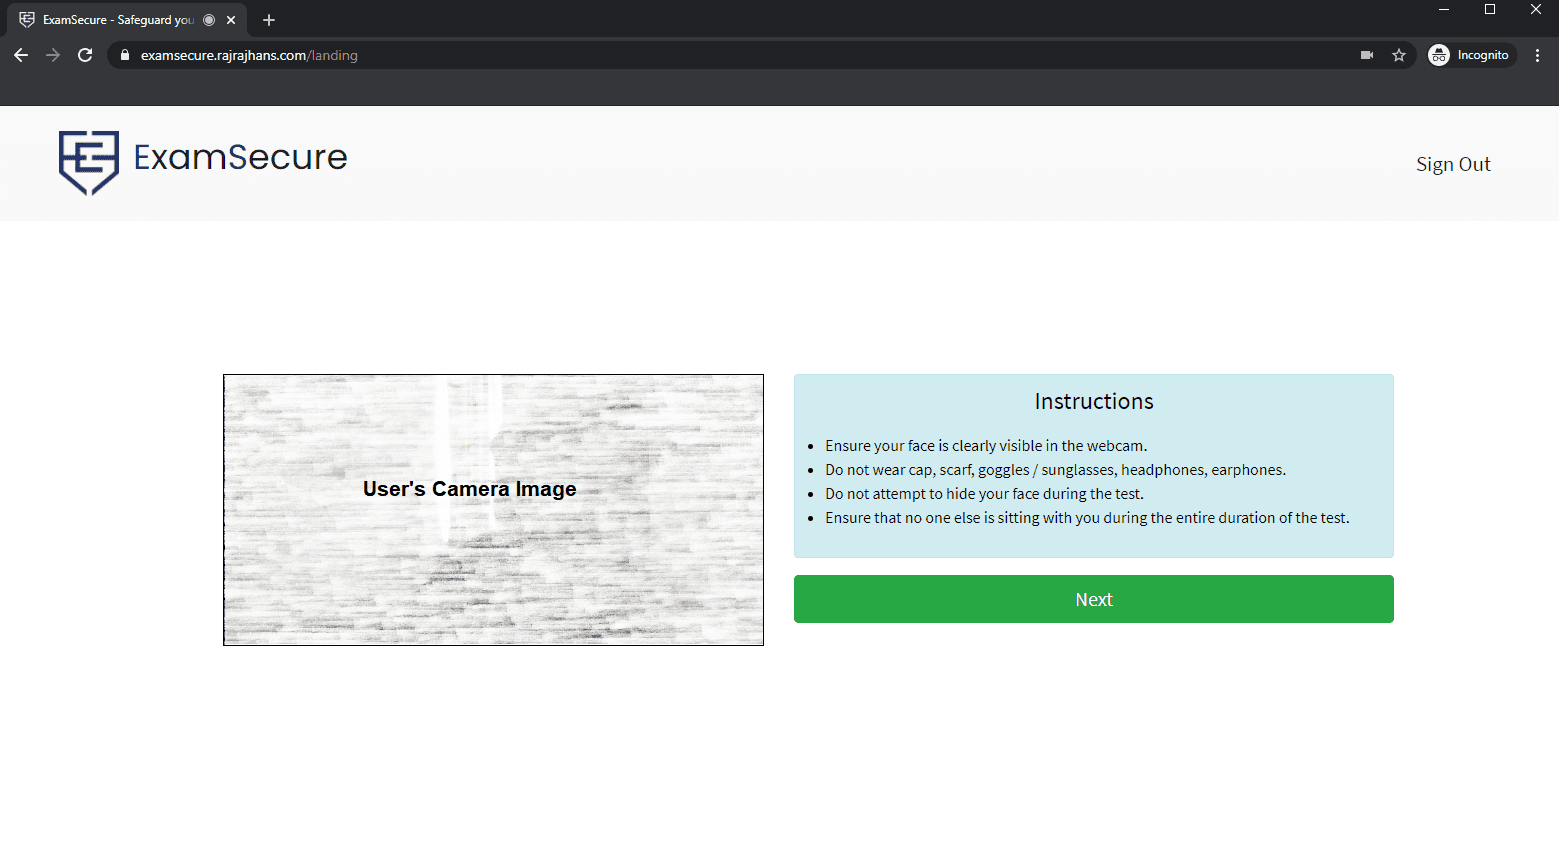 ExamSecure - Safeguard you
examsecure.rajrajhans.com/landing
Incognito
ExamSecure
Sign Out
User's Camera Image
Instructions
Ensure your face is clearly visible in the webcam.
Do not wear cap, scarf, goggles / sunglasses, headphones, earphones.
Do not attempt to hide your face during the test.
Ensure that no one else is sitting with you during the entire duration of the test.
Next